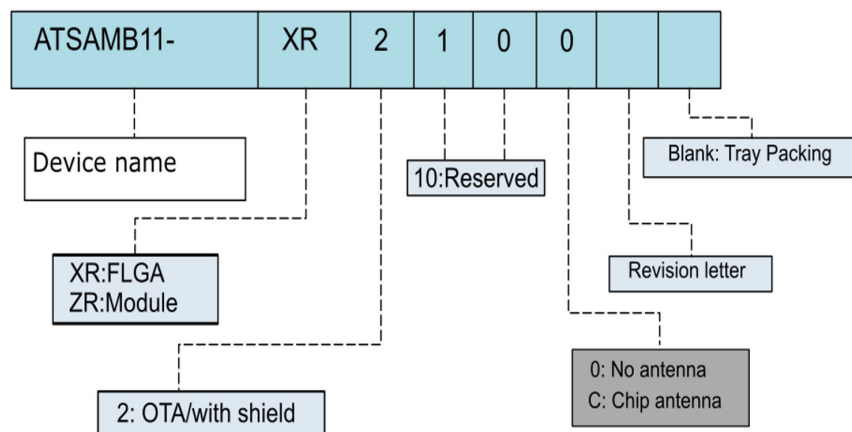 ATSAMB11- XR 2 1 0 0
Device name
10:Reserved
Blank: Tray Packing
XR:FLGA
ZR:Module
Revision letter
0: No antenna
C: Chip antenna
2: OTA/with shield